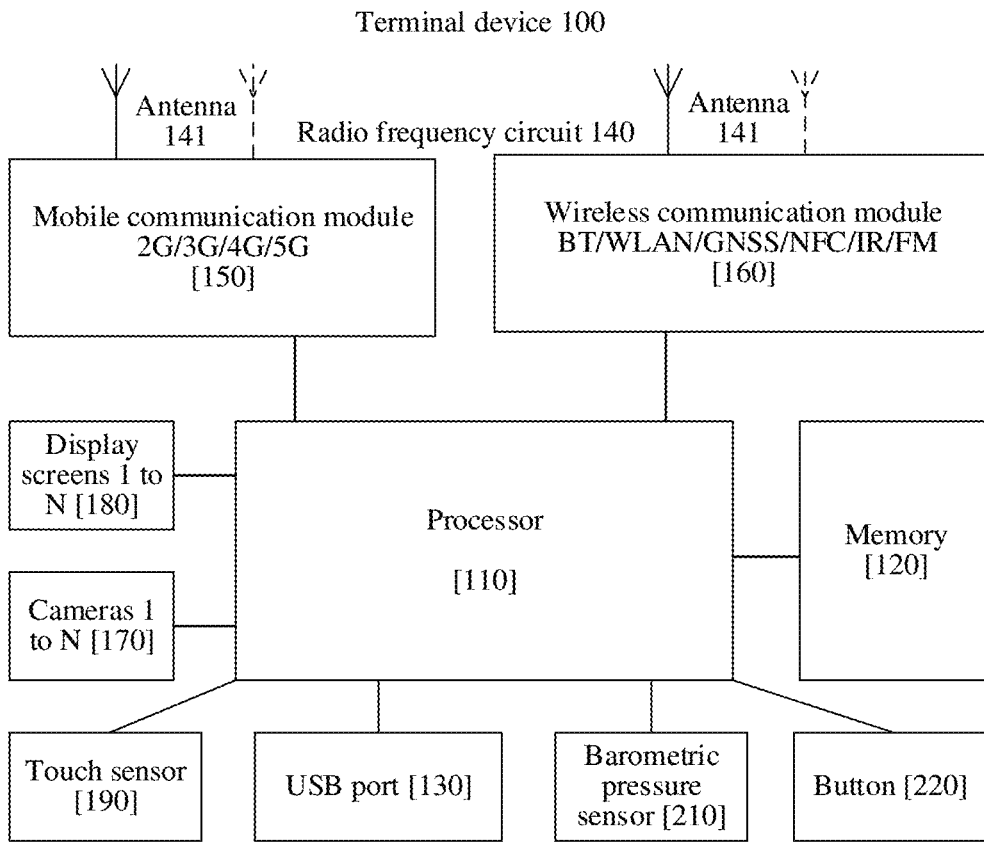 Terminal device 100
Antenna
141
Radio frequency circuit 140
Antenna
141
Mobile communication module
2G/3G/4G/5G
[150]
Wireless communication module
BT/WLAN/GNSS/NFC/IR/FM
[160]
Display
screens 1 to
N [180]
Processor
[110]
Memory
[120]
Cameras 1
to N [170]
Touch sensor
[190]
USB port [130]
Barometric
pressure
sensor [210]
Button [220]